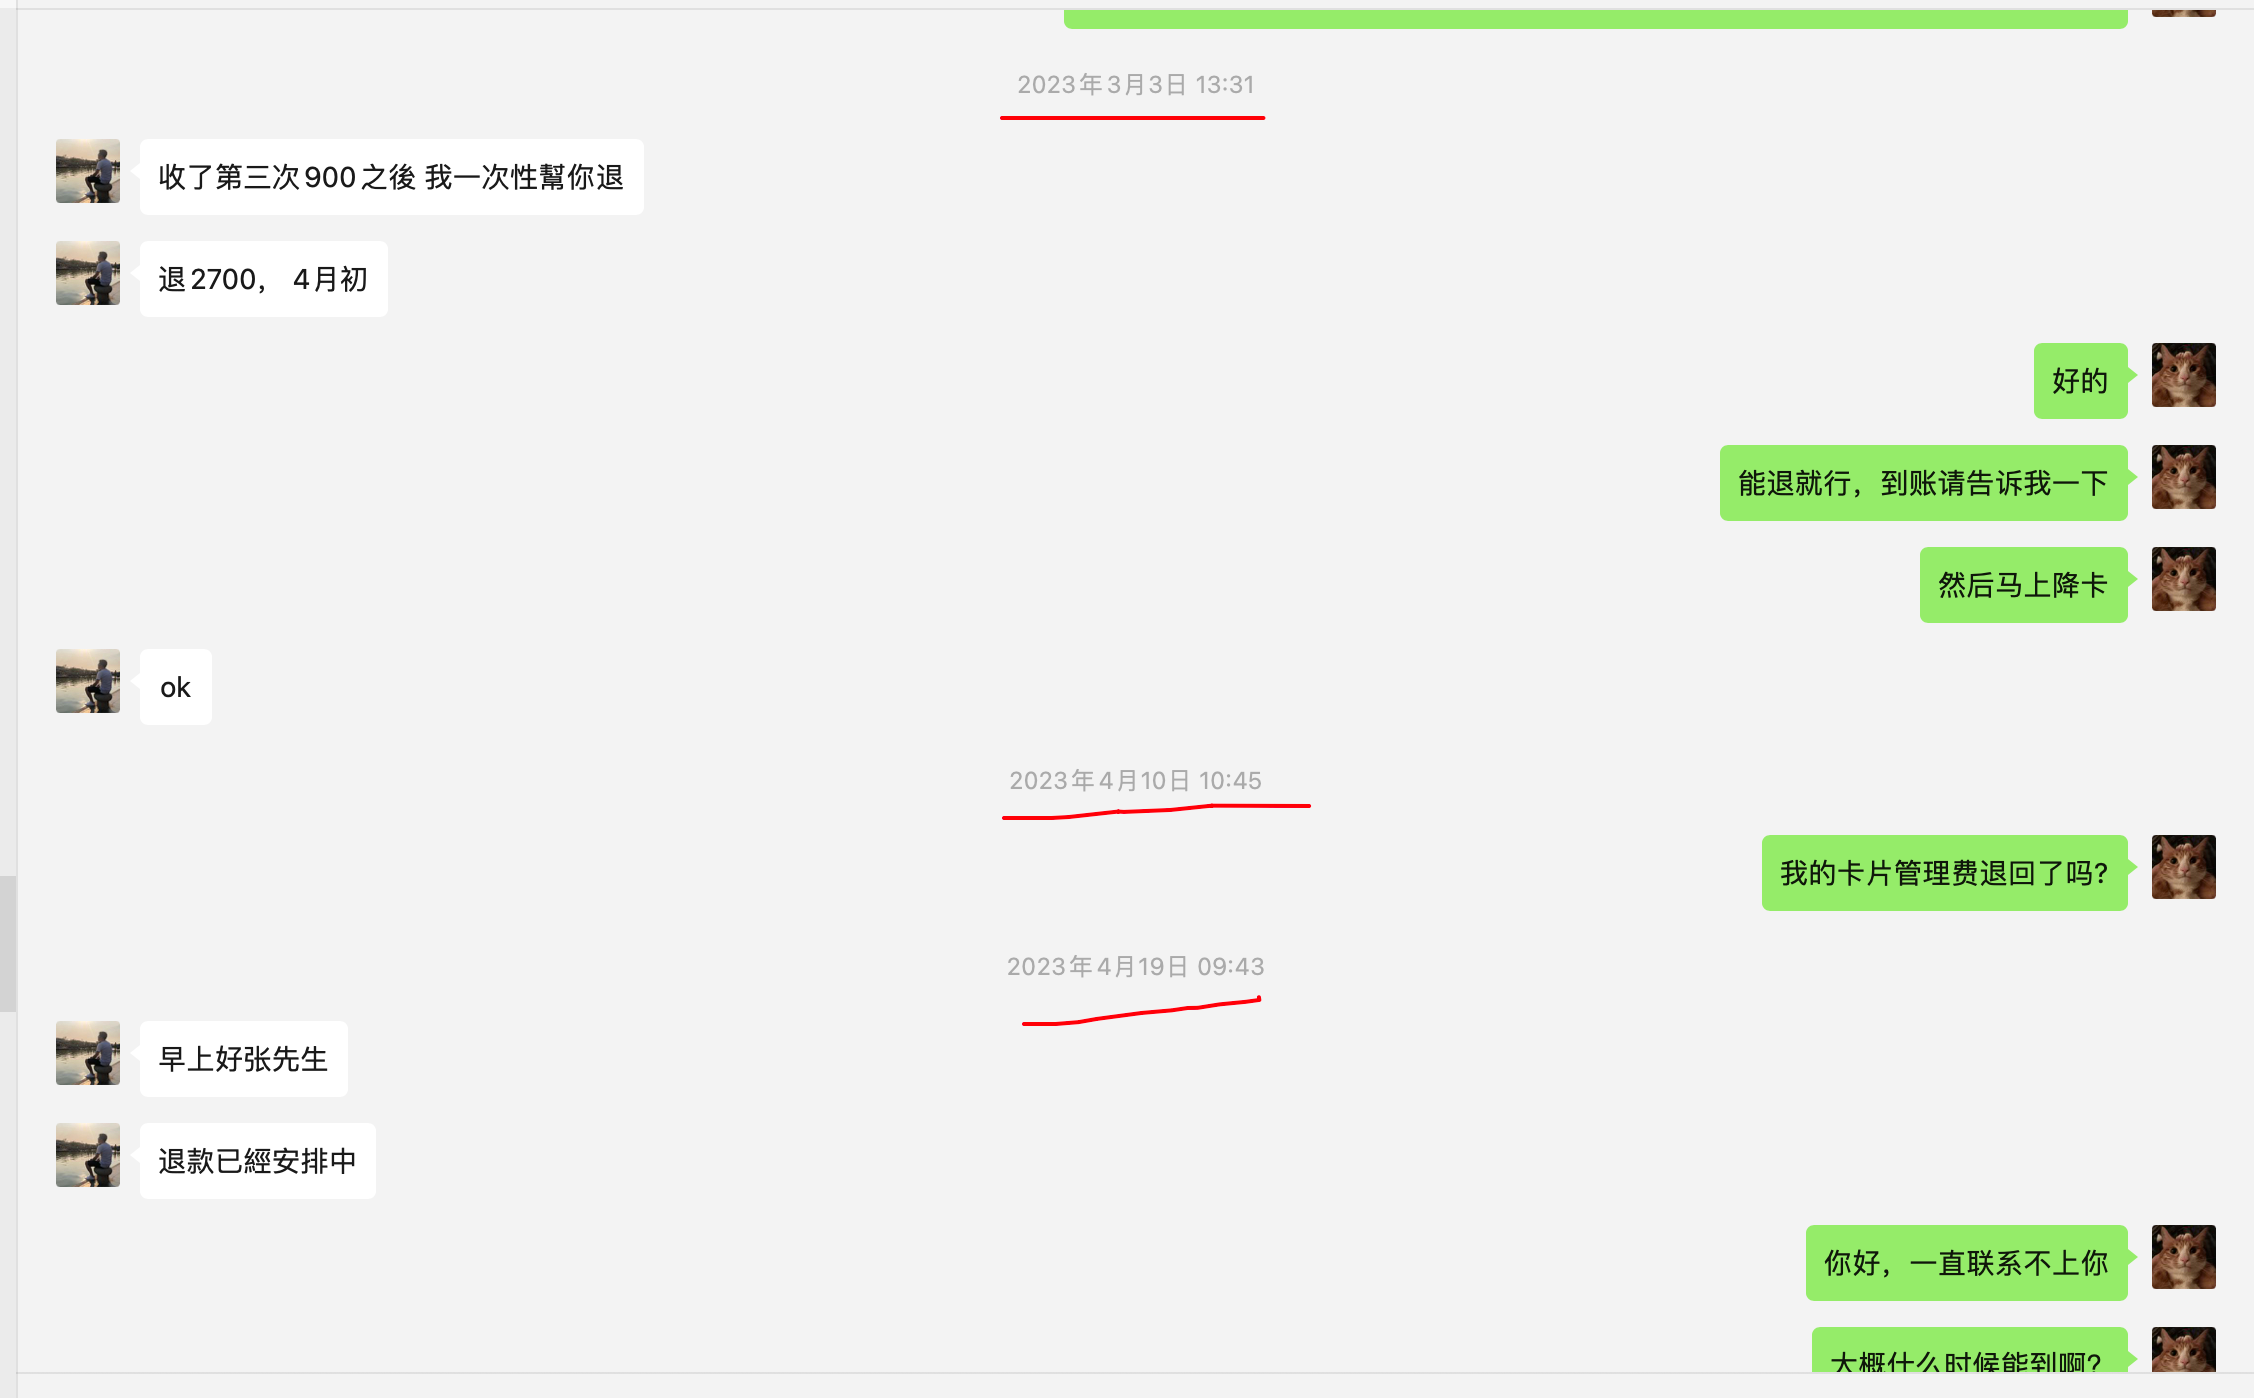 2023年3月3日 13:31
收了第三次900之後 我一次性幫你退
退2700， 4月初
好的
能退就行，到账请告诉我一下
然后马上降卡
ok
2023年4月10日 10:45
我的卡片管理费退回了吗？
2023年4月19日 09:43
早上好张先生
退款已經安排中
你好，一直联系不上你
大概什么时候能到啊？